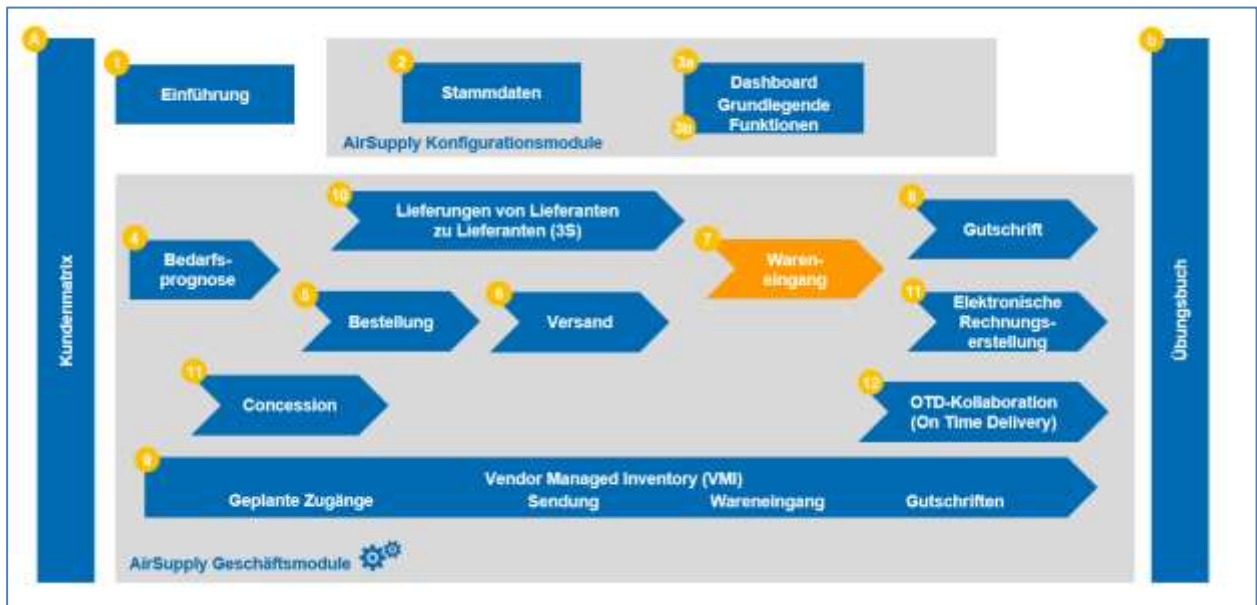 A
Kundenmatrix
1
Einführung
2
Stammdaten
3a
Dashboard
3b
Grundlegende
Funktionen
AirSupply Konfigurationsmodule
b
Übungsbuch
10
Lieferungen von Lieferanten
zu Lieferanten (3S)
4
Bedarfs-
prognose
5
Bestellung
6
Versand
7
Waren-
eingang
8
Gutschrift
11
Elektronische
Rechnungs-
erstellung
11
Concession
12
OTD-Kollaboration
(On Time Delivery)
9
Vendor Managed Inventory (VMI)
Geplante Zugänge Sendung Wareneingang Gutschriften
AirSupply Geschäftsmodule